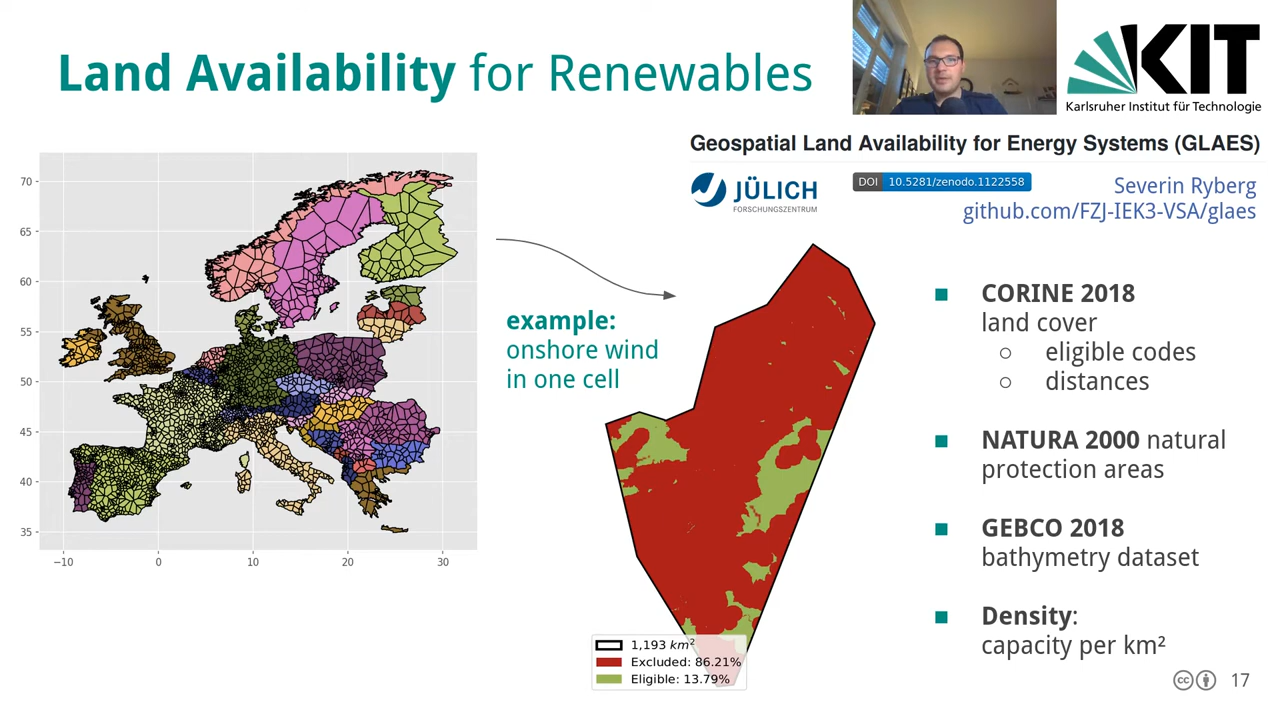 Land Availability for Renewables
KIT
Karlsruher Institut für Technologie
Geospatial Land Availability for Energy Systems (GLAES)
JÜLICH
FORSCHUNGSZENTRUM
DOI 10.5281/zenodo.1122558
Severin Ryberg
github.com/FZJ-IEK3-VSA/glaes
70
65
60
55
50
45
40
35
−10
0
10
20
30
example:
onshore wind
in one cell
1,193 km²
Excluded: 86.21%
Eligible: 13.79%
CORINE 2018
land cover
eligible codes
distances
NATURA 2000 natural
protection areas
GEBCO 2018
bathymetry dataset
Density:
capacity per km²
cc
17